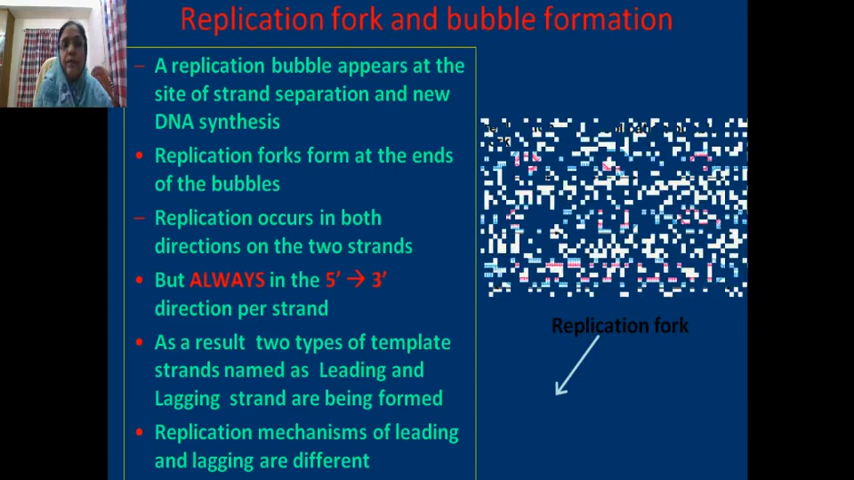 Replication fork and bubble formation
– A replication bubble appears at the
site of strand separation and new
DNA synthesis
• Replication forks form at the ends
of the bubbles
– Replication occurs in both
directions on the two strands
• But ALWAYS in the 5’ → 3’
direction per strand
• As a result two types of template
strands named as Leading and
Lagging strand are being formed
• Replication mechanisms of leading
and lagging are different
Replication fork